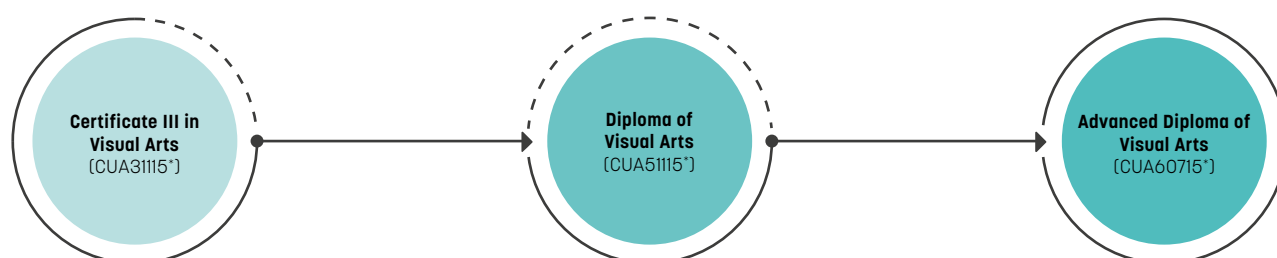 Certificate III in
Visual Arts
(CUA31115*)
Diploma of
Visual Arts
(CUA51115*)
Advanced Diploma of
Visual Arts
(CUA60715*)